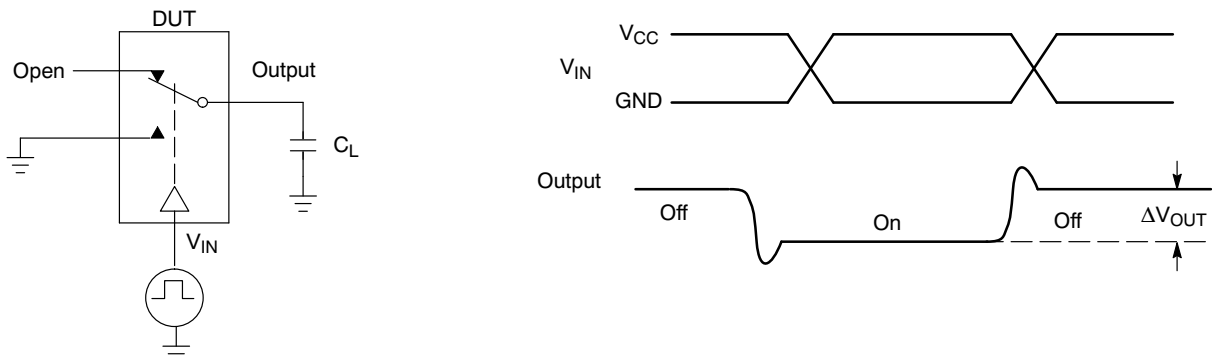 DUT
Open
Output
C_L
V_IN
V_CC
V_IN
GND
Output
Off
On
Off
ΔV_OUT